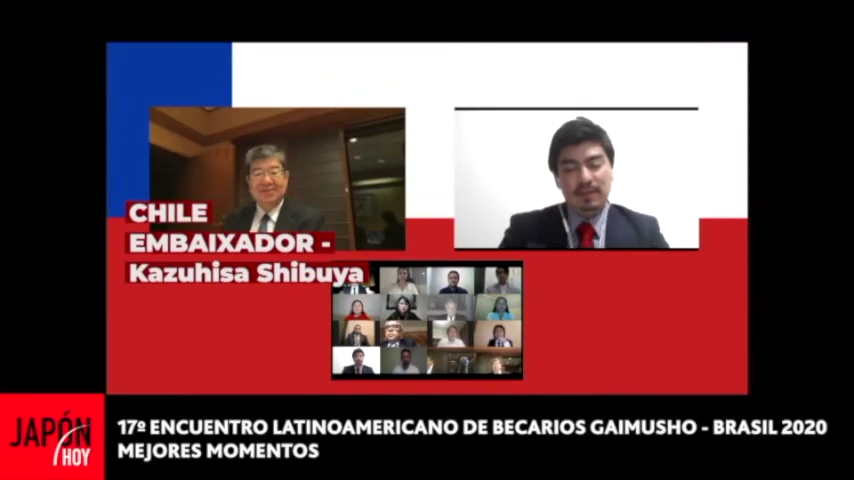 CHILE
EMBAIXADOR -
Kazuhisa Shibuya
JAPÓN
HOY
17º ENCUENTRO LATINOAMERICANO DE BECARIOS GAIMUSHO - BRASIL 2020
MEJORES MOMENTOS